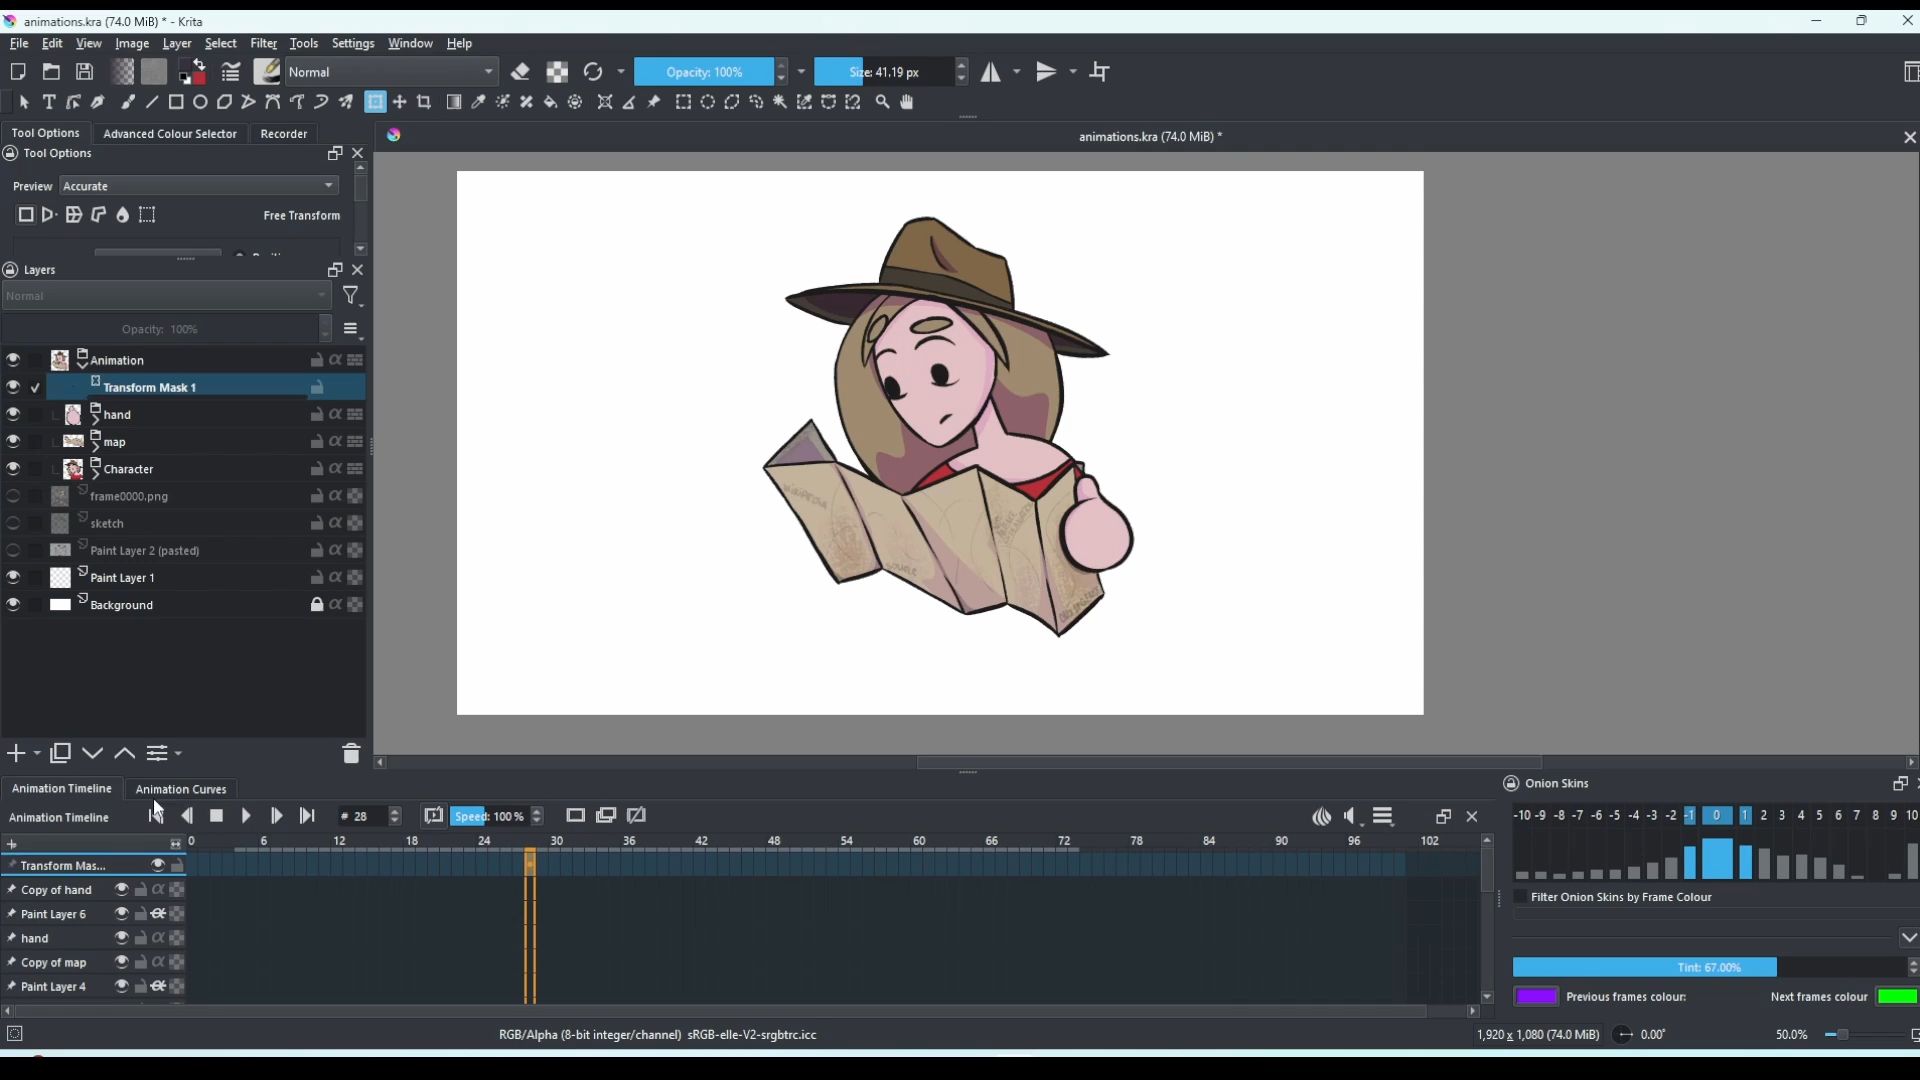 animations.kra (74.0 MiB) * - Krita
File Edit View Image Layer Select Filter Tools Settings Window Help
Normal Opacity: 100% Size: 41.19 px
Tool Options Advanced Colour Selector Recorder
animations.kra (74.0 MiB) *
Tool Options
Preview Accurate
Free Transform
Layers
Normal
Opacity: 100%
Animation
Transform Mask 1
hand
map
Character
frame0000.png
sketch
Paint Layer 2 (pasted)
Paint Layer 1
Background
Animation Timeline Animation Curves
Onion Skins
Animation Timeline # 28 Speed: 100 %
-10 -9 -8 -7 -6 -5 -4 -3 -2 -1 0 1 2 3 4 5 6 7 8 9 10
0 6 12 18 24 30 36 42 48 54 60 66 72 78 84 90 96 102
Transform Mas...
Copy of hand
Filter Onion Skins by Frame Colour
Paint Layer 6
hand
Copy of map
Tint: 67.00%
Paint Layer 4
Previous frames colour: Next frames colour
RGB/Alpha (8-bit integer/channel) sRGB-elle-V2-srgbtrc.icc
1,920 x 1,080 (74.0 MiB) 0.00° 50.0%